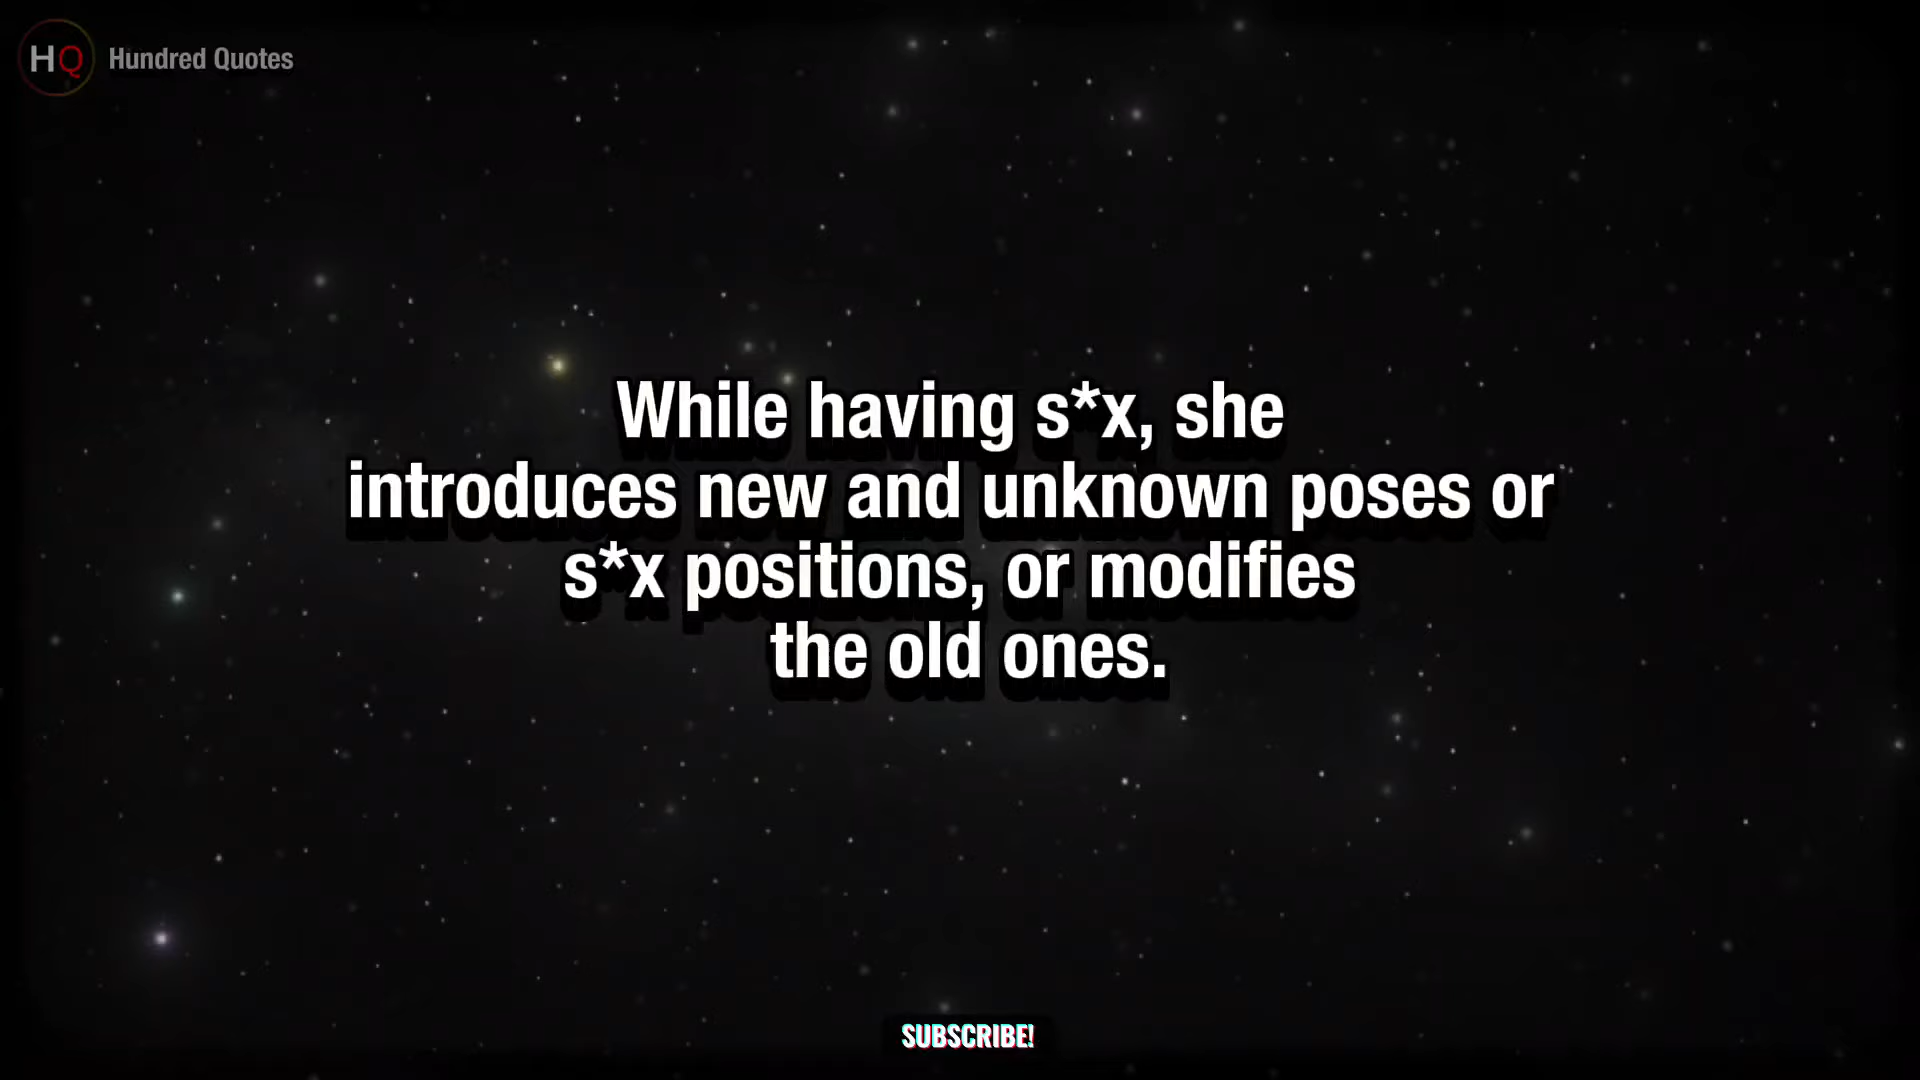 HQ Hundred Quotes
While having s*x, she
introduces new and unknown poses or
s*x positions, or modifies
the old ones.
SUBSCRIBE!